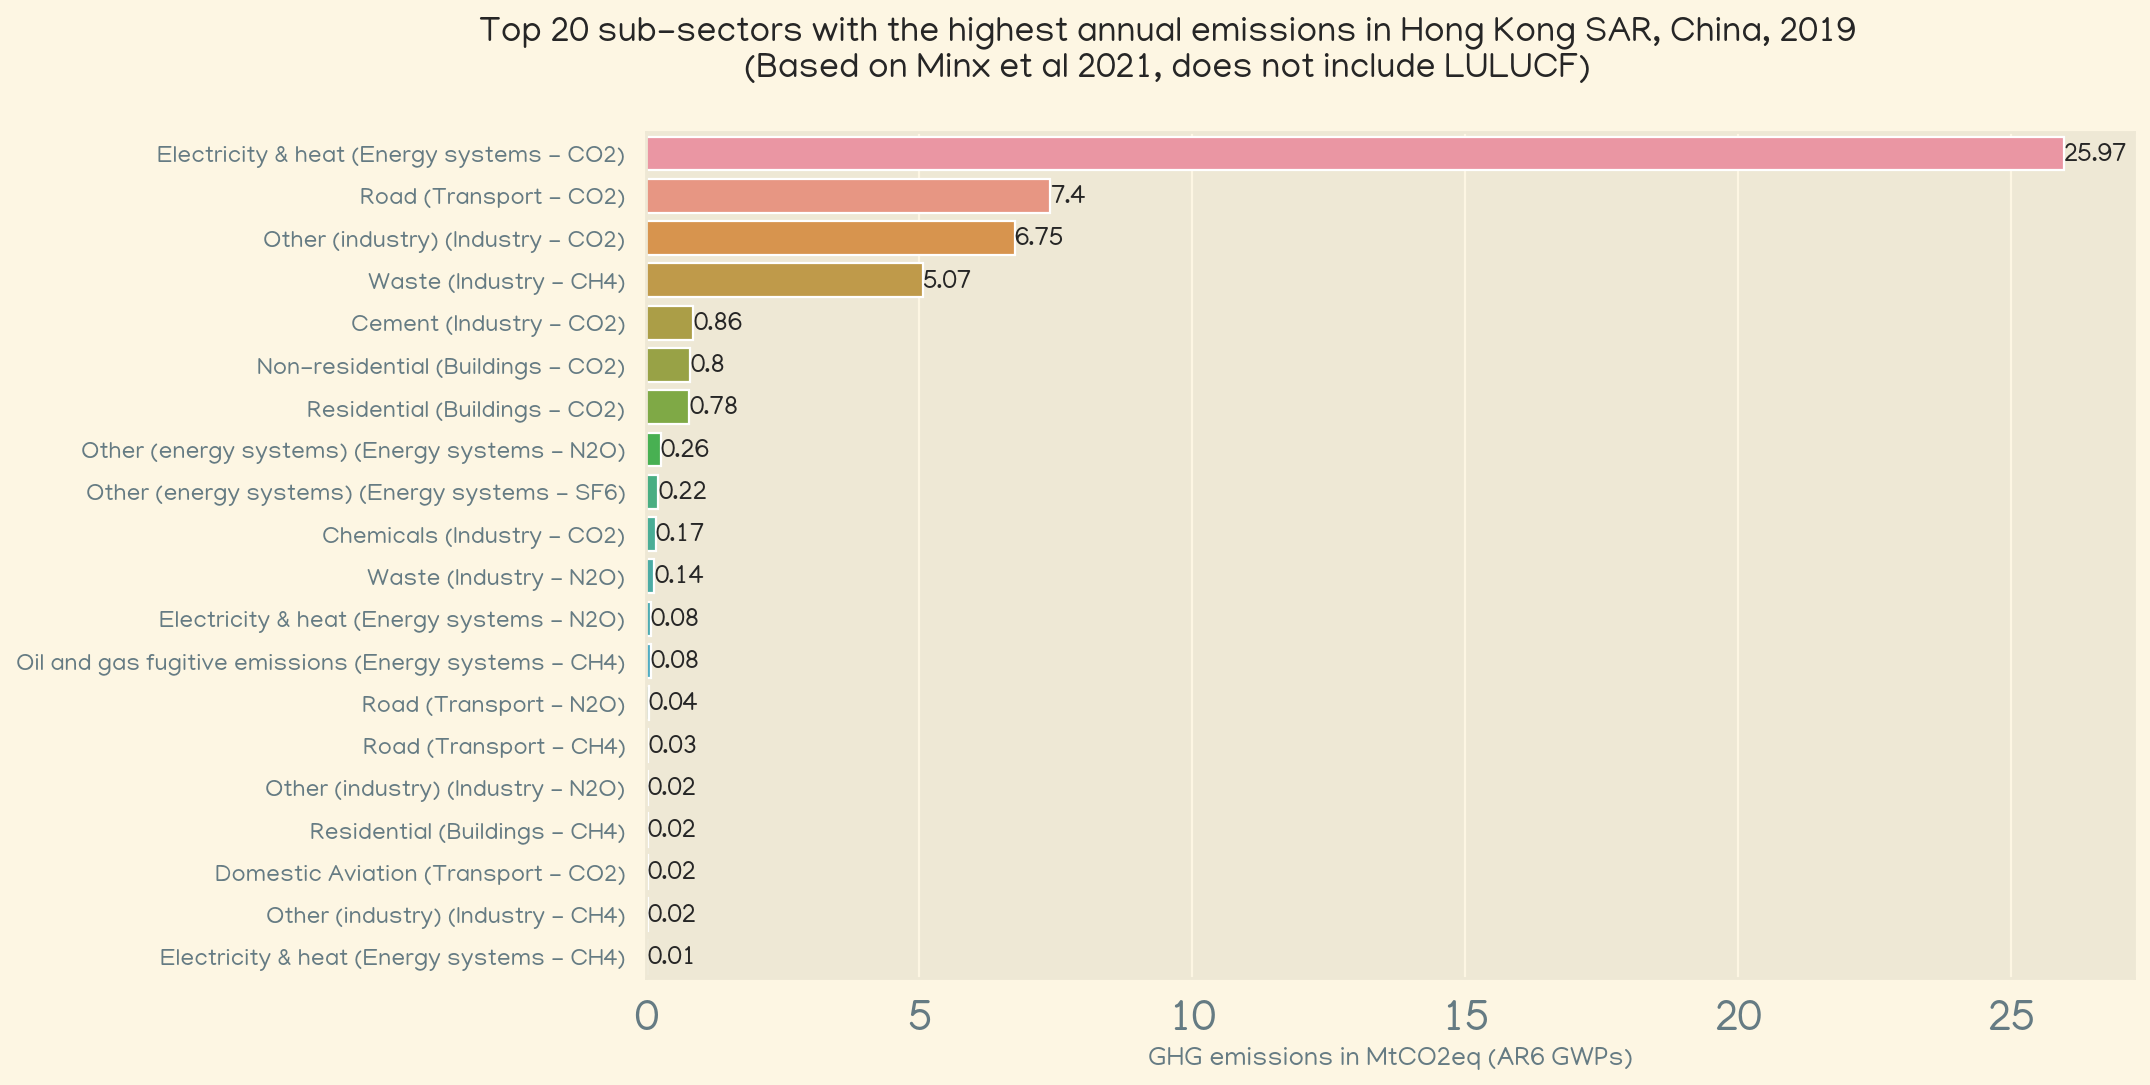 Top 20 sub-sectors with the highest annual emissions in Hong Kong SAR, China, 2019
(Based on Minx et al 2021, does not include LULUCF)
Electricity & heat (Energy systems - CO2) 25.97
Road (Transport - CO2) 7.4
Other (industry) (Industry - CO2) 6.75
Waste (Industry - CH4) 5.07
Cement (Industry - CO2) 0.86
Non-residential (Buildings - CO2) 0.8
Residential (Buildings - CO2) 0.78
Other (energy systems) (Energy systems - N2O) 0.26
Other (energy systems) (Energy systems - SF6) 0.22
Chemicals (Industry - CO2) 0.17
Waste (Industry - N2O) 0.14
Electricity & heat (Energy systems - N2O) 0.08
Oil and gas fugitive emissions (Energy systems - CH4) 0.08
Road (Transport - N2O) 0.04
Road (Transport - CH4) 0.03
Other (industry) (Industry - N2O) 0.02
Residential (Buildings - CH4) 0.02
Domestic Aviation (Transport - CO2) 0.02
Other (industry) (Industry - CH4) 0.02
Electricity & heat (Energy systems - CH4) 0.01
0 5 10 15 20 25
GHG emissions in MtCO2eq (AR6 GWPs)